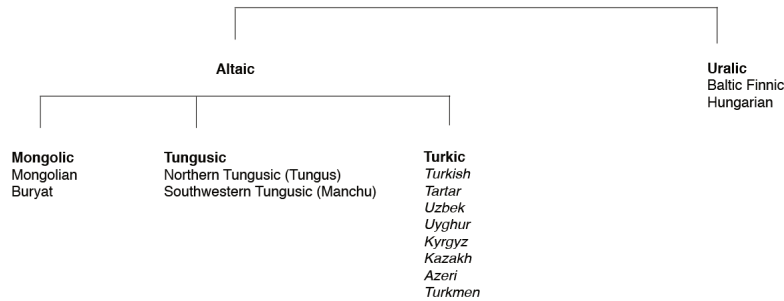 Altaic
Uralic
Baltic Finnic
Hungarian
Mongolic
Mongolian
Buryat
Tungusic
Northern Tungusic (Tungus)
Southwestern Tungusic (Manchu)
Turkic
Turkish
Tartar
Uzbek
Uyghur
Kyrgyz
Kazakh
Azeri
Turkmen